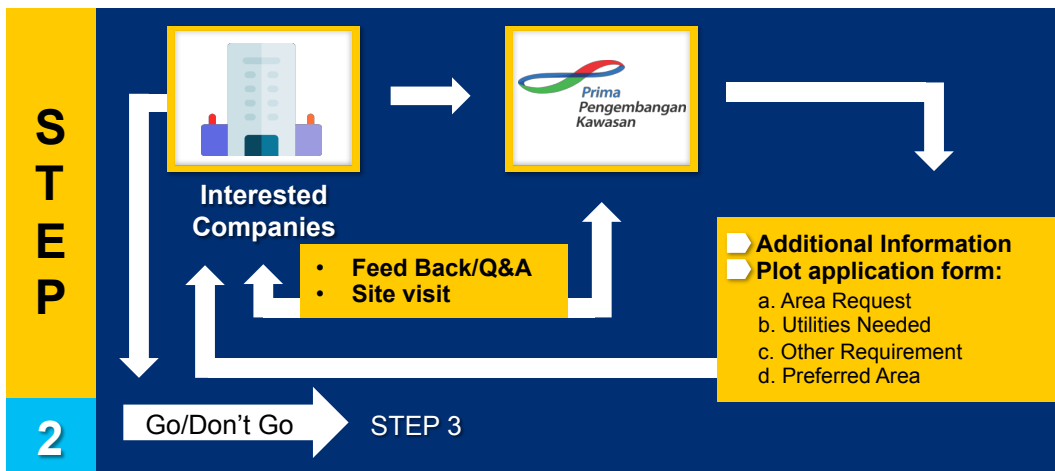 STEP
2
Interested
Companies
Prima
Pengembangan
Kawasan
• Feed Back/Q&A
• Site visit
Additional Information
Plot application form:
a. Area Request
b. Utilities Needed
c. Other Requirement
d. Preferred Area
Go/Don’t Go
STEP 3